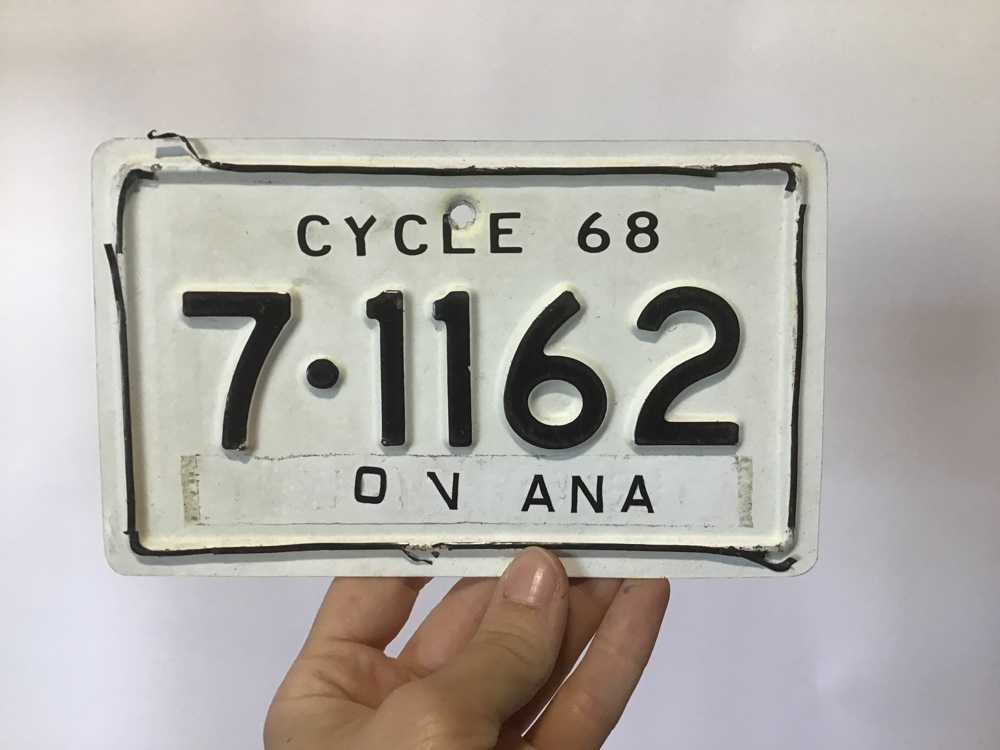 CYCLE 68
7·1162
O V ANA